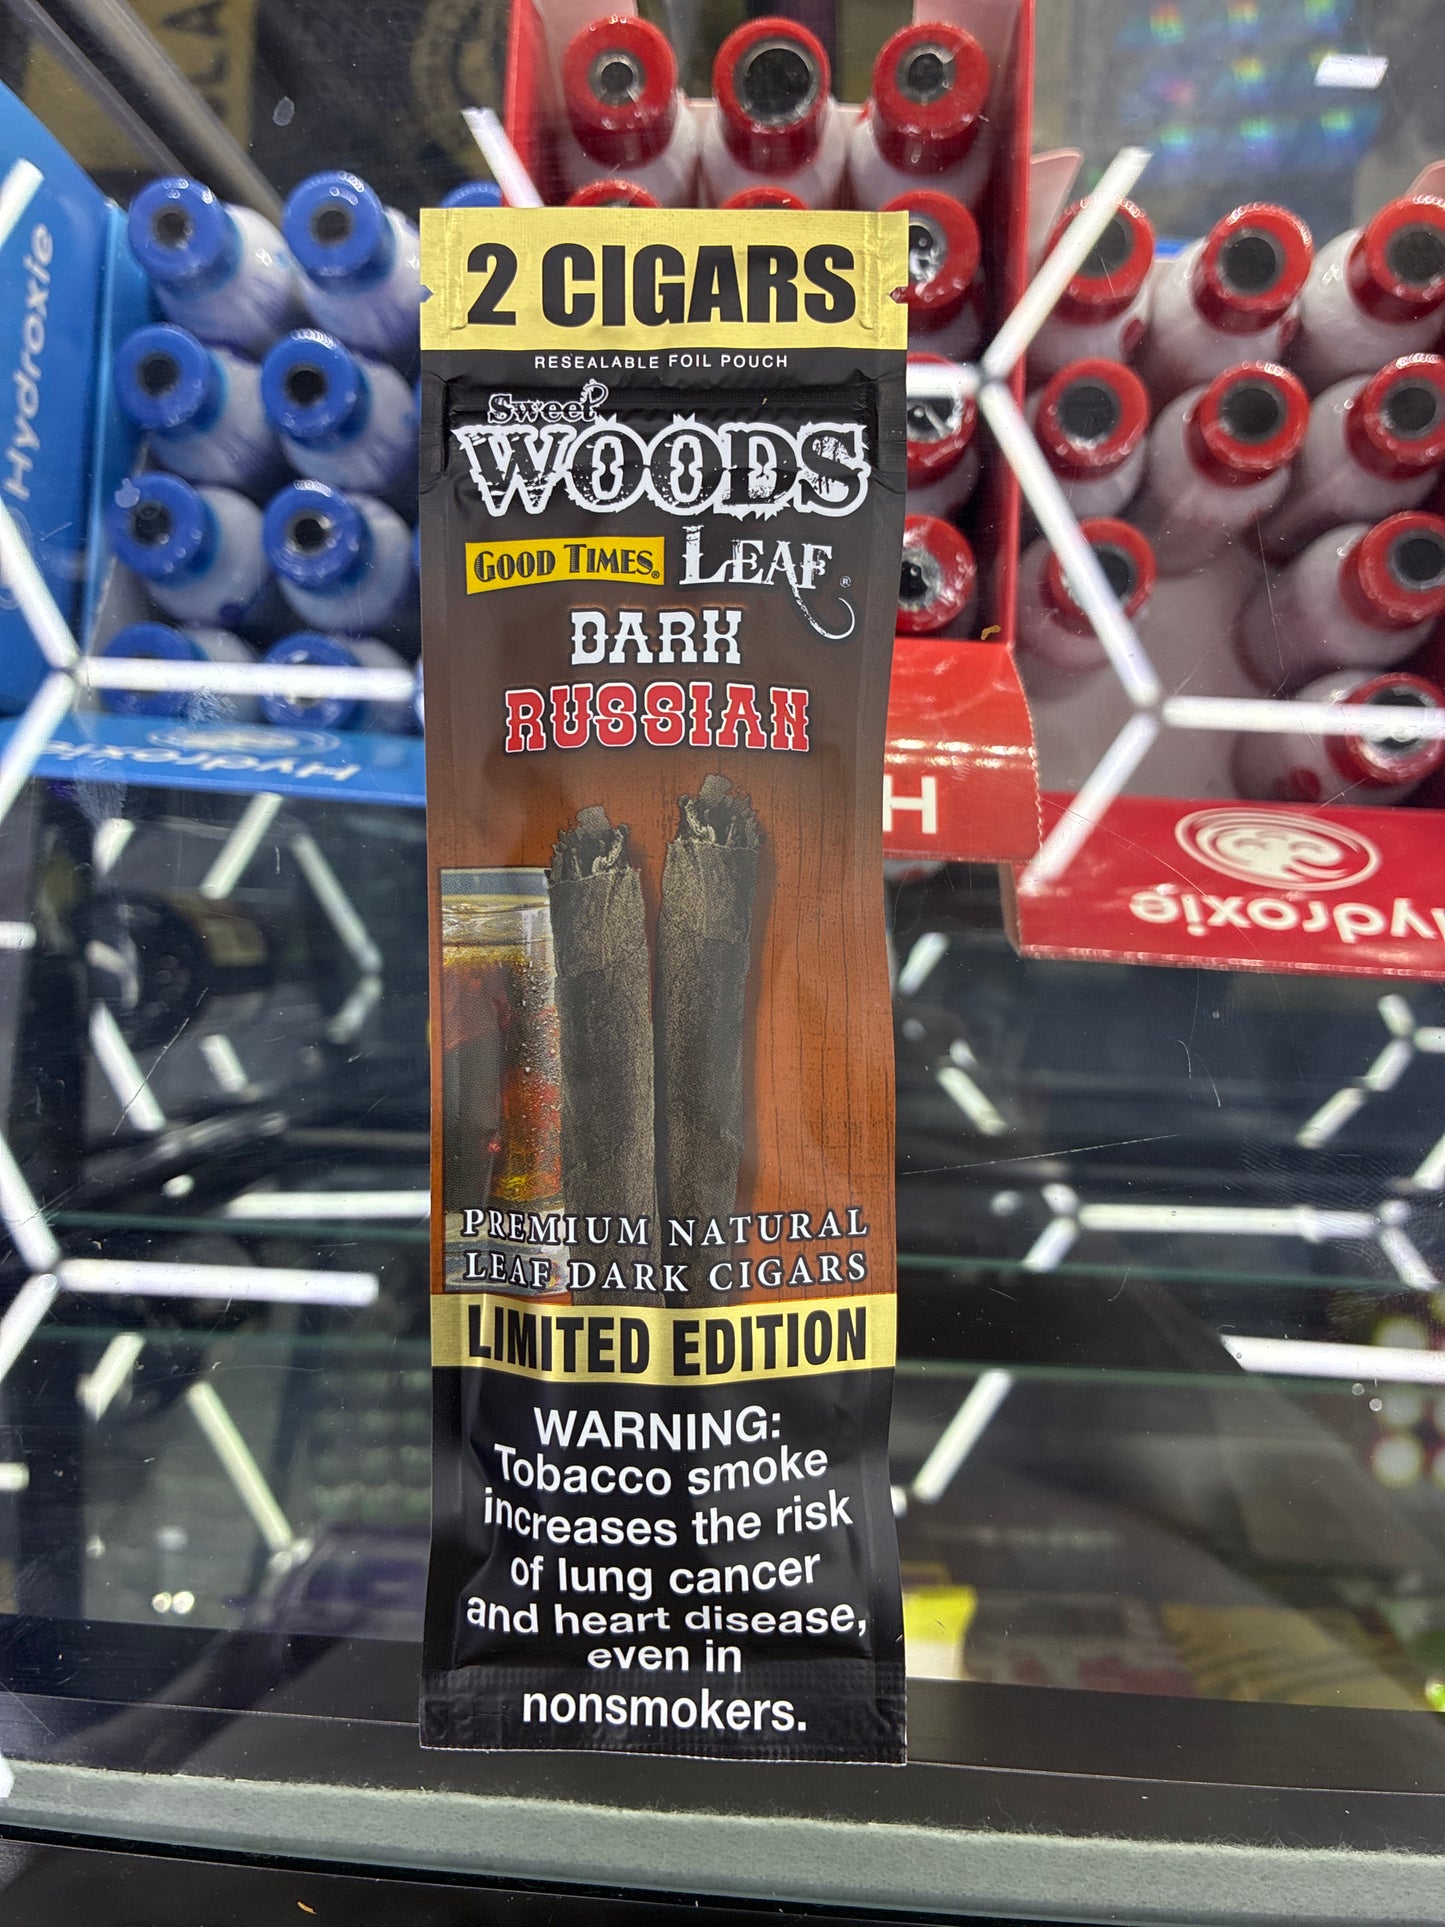 2 CIGARS
RESEALABLE FOIL POUCH
Sweet
WOODS
GOOD TIMES® LEAF®
DARK
RUSSIAN
PREMIUM NATURAL
LEAF DARK CIGARS
LIMITED EDITION
WARNING:
Tobacco smoke
increases the risk
of lung cancer
and heart disease,
even in
nonsmokers.
Hydroxie
Hydroxie
H
ydroxie